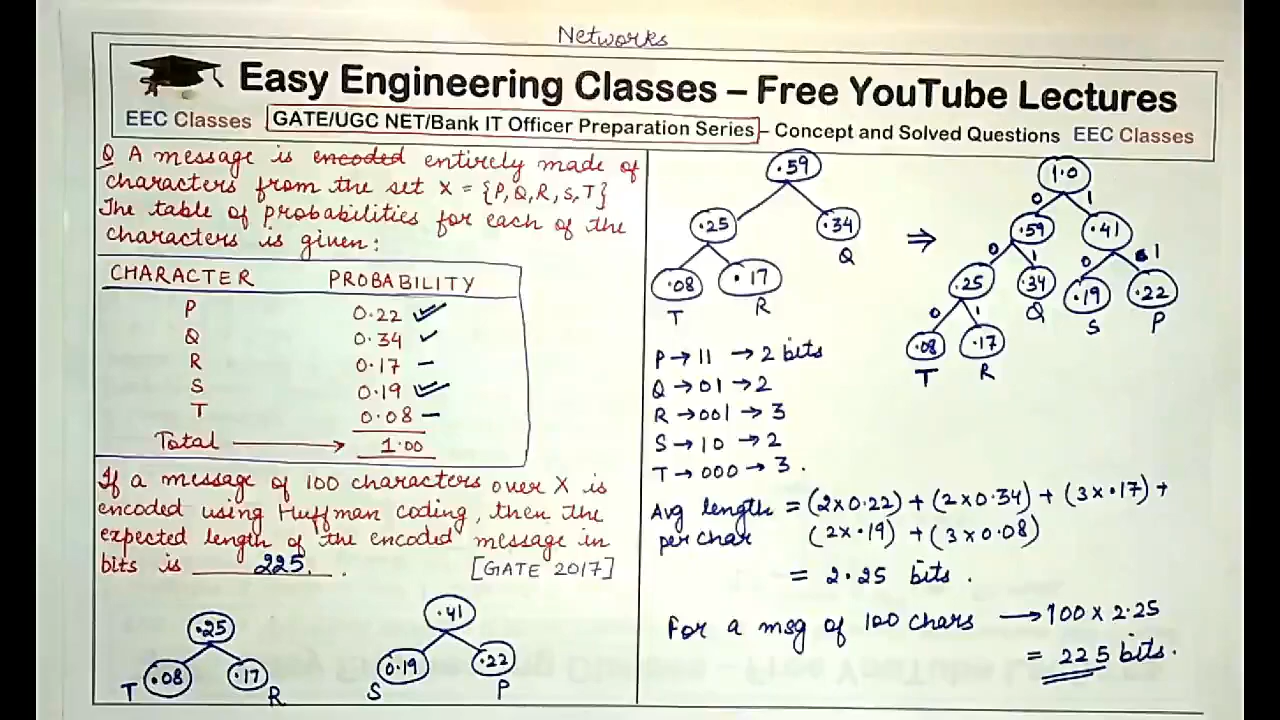 Networks
Easy Engineering Classes – Free YouTube Lectures
EEC Classes GATE/UGC NET/Bank IT Officer Preparation Series – Concept and Solved Questions EEC Classes
Q A message is encoded entirely made of
characters from the set X = {P, Q, R, S, T}
The table of probabilities for each of the
characters is given:
CHARACTER PROBABILITY
P 0.22
Q 0.34
R 0.17
S 0.19
T 0.08
Total → 1.00
If a message of 100 characters over X is
encoded using Huffman coding, then the
expected length of the encoded message in
bits is 225.
[GATE 2017]
.25
.08 .17
T R
.41
0.19 .22
S P
.59
.25 .34
Q
.08 .17
T R
⇒
1.0
0 1
.59 .41
0 1 0 1
.25 .34 .19 .22
Q S P
0 1
.08 .17
T R
P → 11 → 2 bits
Q → 01 → 2
R → 001 → 3
S → 10 → 2
T → 000 → 3.
Avg length = (2 x 0.22) + (2 x 0.34) + (3 x .17) +
per char (2 x .19) + (3 x 0.08)
= 2.25 bits.
For a msg of 100 chars → 100 x 2.25
= 225 bits.